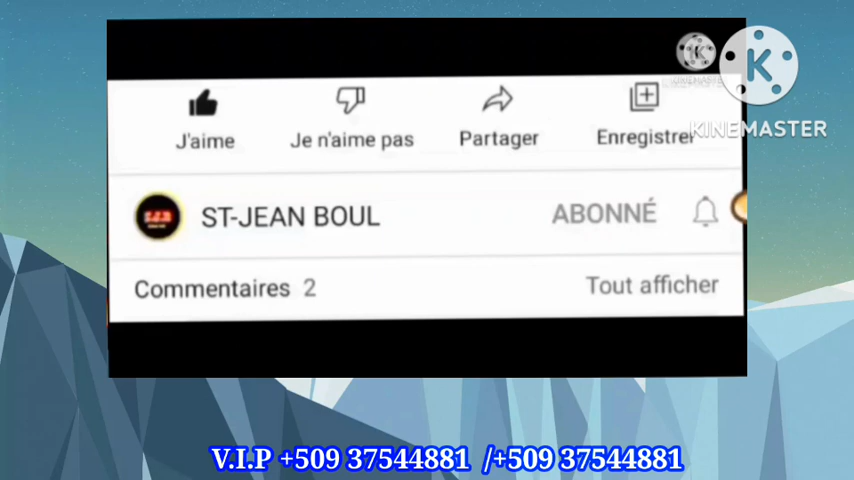 KINEMASTER
J'aime
Je n'aime pas
Partager
Enregistrer
S.J.B
ST-JEAN BOUL
ABONNÉ
Commentaires 2
Tout afficher
V.I.P +509 37544881 /+509 37544881